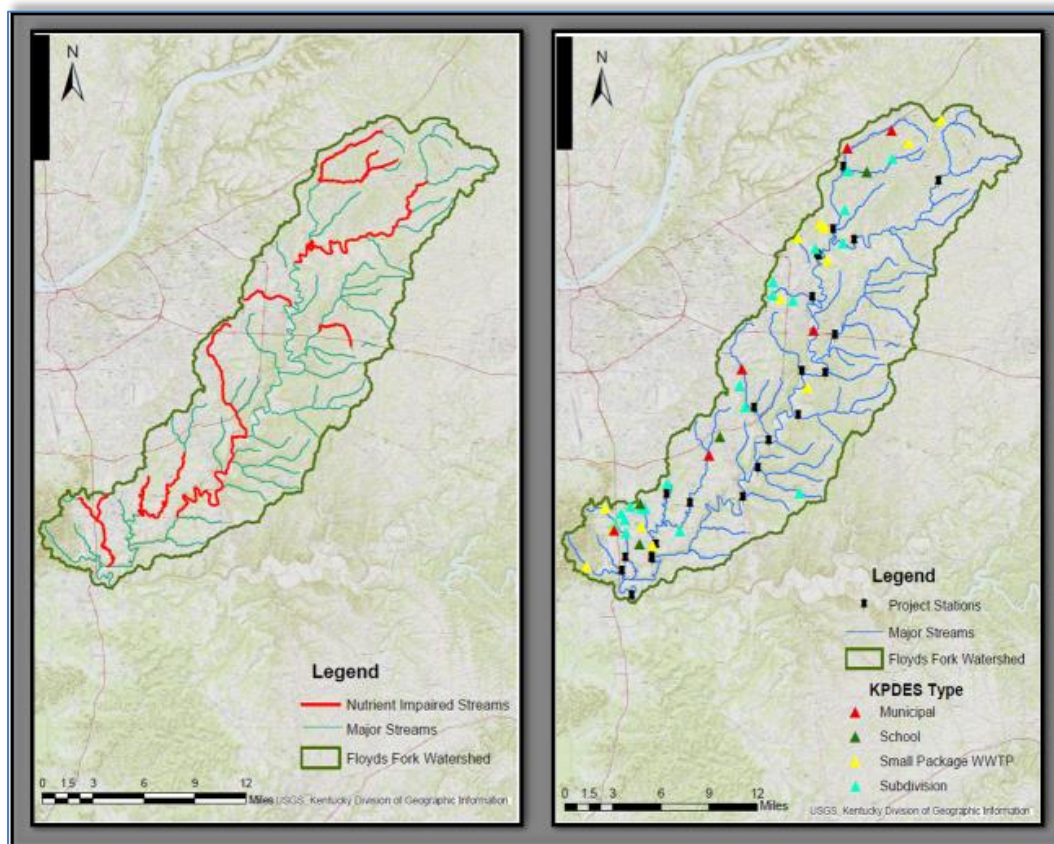 N
Legend
Nutrient Impaired Streams
Major Streams
Floyds Fork Watershed
0 1.5 3 6 9 12
Miles
USGS, Kentucky Division of Geographic Information
N
Legend
Project Stations
Major Streams
Floyds Fork Watershed
KPDES Type
Municipal
School
Small Package WWTP
Subdivision
0 1.5 3 6 9 12
Miles
USGS, Kentucky Division of Geographic Information